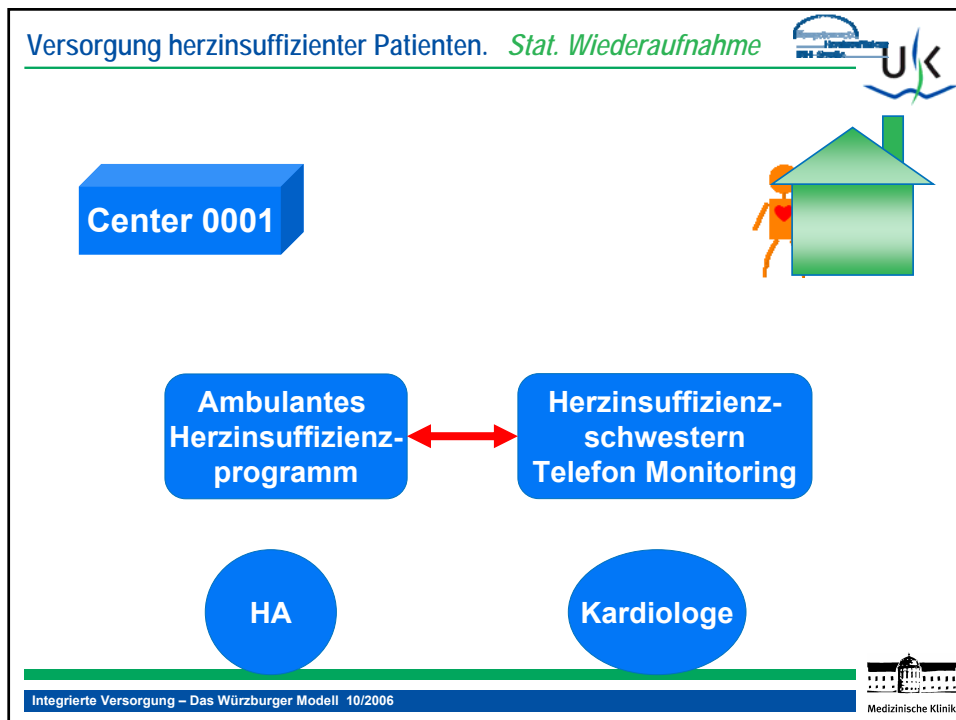 Versorgung herzinsuffizienter Patienten. Stat. Wiederaufnahme
UK
Center 0001
Ambulantes
Herzinsuffizienz-
programm
Herzinsuffizienz-
schwestern
Telefon Monitoring
HA
Kardiologe
Integrierte Versorgung – Das Würzburger Modell 10/2006
Medizinische Klinik